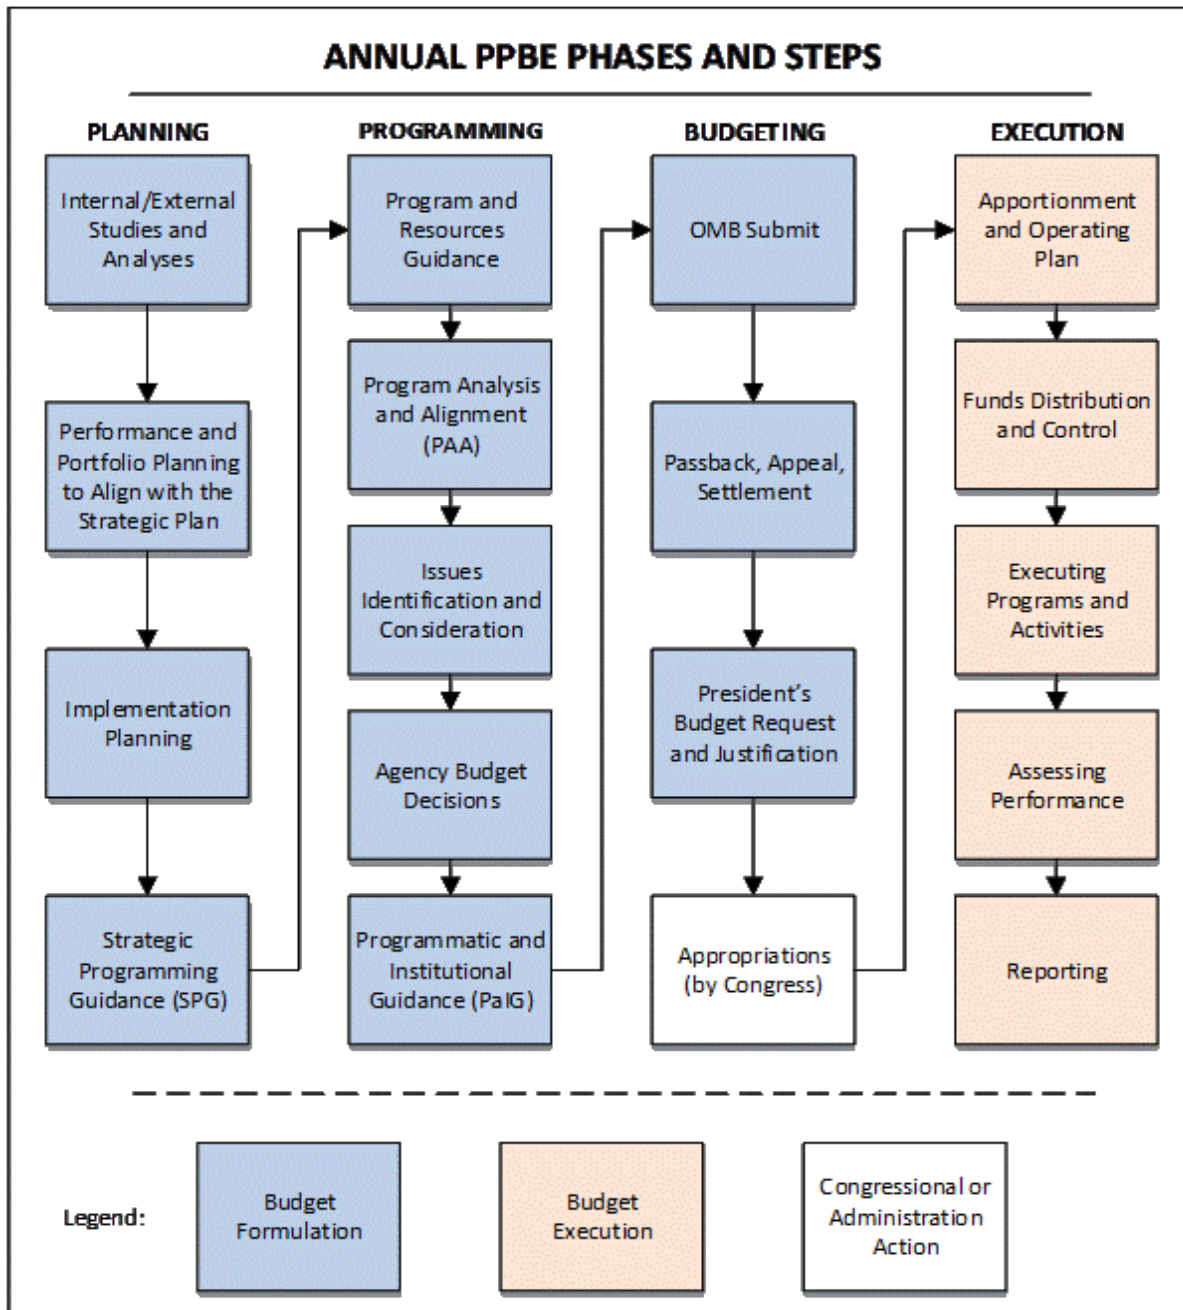 ANNUAL PPBE PHASES AND STEPS
PLANNING
Internal/External
Studies and
Analyses
Performance and
Portfolio Planning
to Align with the
Strategic Plan
Implementation
Planning
Strategic
Programming
Guidance (SPG)
PROGRAMMING
Program and
Resources
Guidance
Program Analysis
and Alignment
(PAA)
Issues
Identification and
Consideration
Agency Budget
Decisions
Programmatic and
Institutional
Guidance (PaIG)
BUDGETING
OMB Submit
Passback, Appeal,
Settlement
President’s
Budget Request
and Justification
Appropriations
(by Congress)
EXECUTION
Apportionment
and Operating
Plan
Funds Distribution
and Control
Executing
Programs and
Activities
Assessing
Performance
Reporting
Legend:
Budget
Formulation
Budget
Execution
Congressional or
Administration
Action